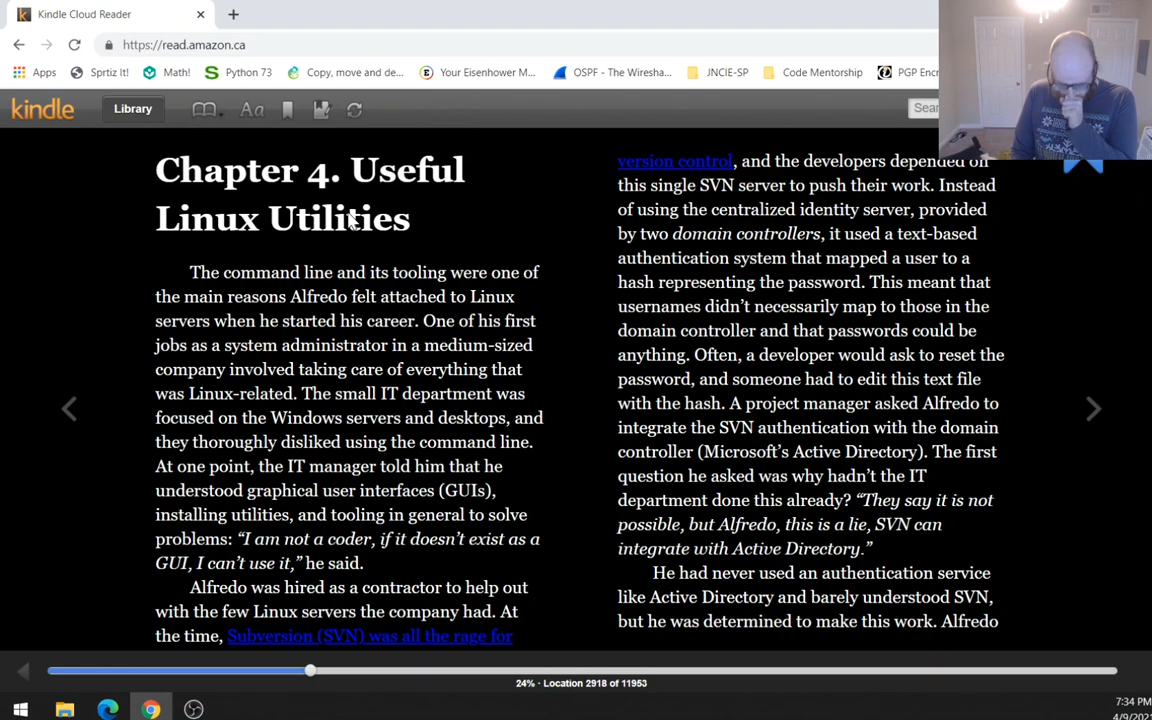 Kindle Cloud Reader
https://read.amazon.ca
Apps Sprtiz It! Math! Python 73 Copy, move and de... Your Eisenhower M... OSPF - The Wiresha... JNCIE-SP Code Mentorship PGP Encr
kindle Library Aa Sear
Chapter 4. Useful
Linux Utilities
The command line and its tooling were one of
the main reasons Alfredo felt attached to Linux
servers when he started his career. One of his first
jobs as a system administrator in a medium-sized
company involved taking care of everything that
was Linux-related. The small IT department was
focused on the Windows servers and desktops, and
they thoroughly disliked using the command line.
At one point, the IT manager told him that he
understood graphical user interfaces (GUIs),
installing utilities, and tooling in general to solve
problems: “I am not a coder, if it doesn’t exist as a
GUI, I can’t use it,” he said.
Alfredo was hired as a contractor to help out
with the few Linux servers the company had. At
the time, Subversion (SVN) was all the rage for
version control, and the developers depended on
this single SVN server to push their work. Instead
of using the centralized identity server, provided
by two domain controllers, it used a text-based
authentication system that mapped a user to a
hash representing the password. This meant that
usernames didn’t necessarily map to those in the
domain controller and that passwords could be
anything. Often, a developer would ask to reset the
password, and someone had to edit this text file
with the hash. A project manager asked Alfredo to
integrate the SVN authentication with the domain
controller (Microsoft’s Active Directory). The first
question he asked was why hadn’t the IT
department done this already? “They say it is not
possible, but Alfredo, this is a lie, SVN can
integrate with Active Directory.”
He had never used an authentication service
like Active Directory and barely understood SVN,
but he was determined to make this work. Alfredo
24% · Location 2918 of 11953
7:34 PM